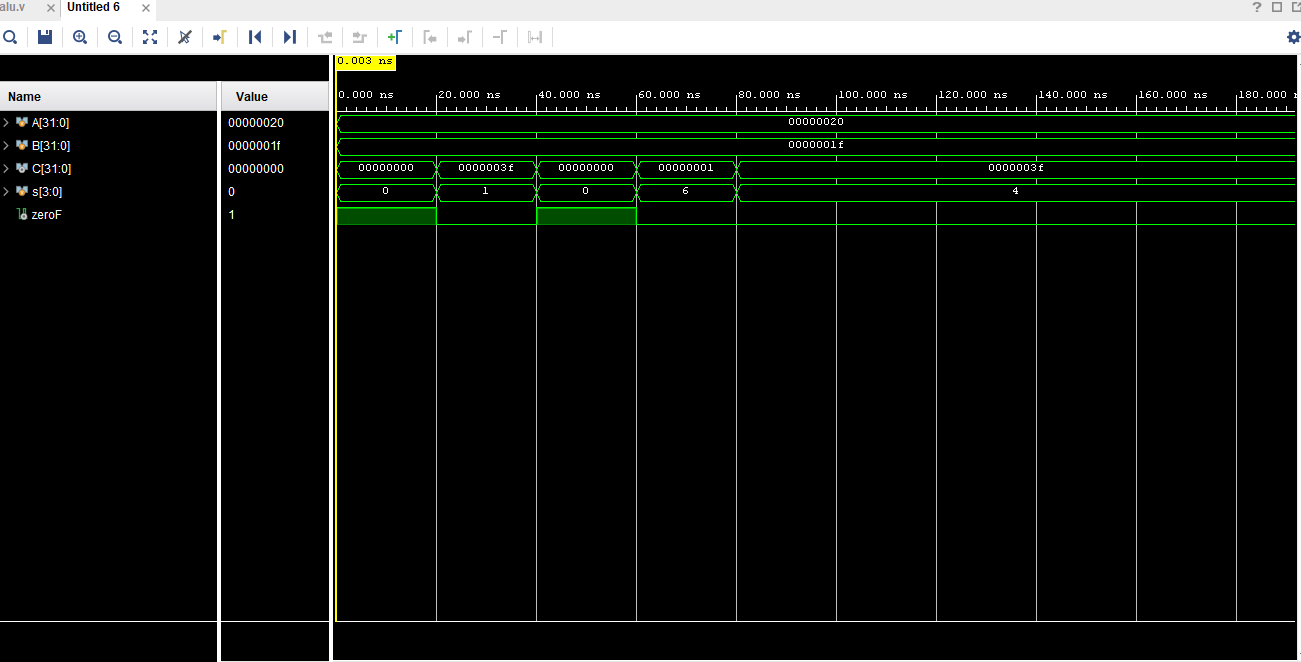 alu.v × Untitled 6 × ?
0.003 ns
0.000 ns 20.000 ns 40.000 ns 60.000 ns 80.000 ns 100.000 ns 120.000 ns 140.000 ns 160.000 ns 180.000
Name Value
A[31:0] 00000020 00000020
B[31:0] 0000001f 0000001f
C[31:0] 00000000 00000000 0000003f 00000000 00000001 0000003f
s[3:0] 0 0 1 0 6 4
zeroF 1